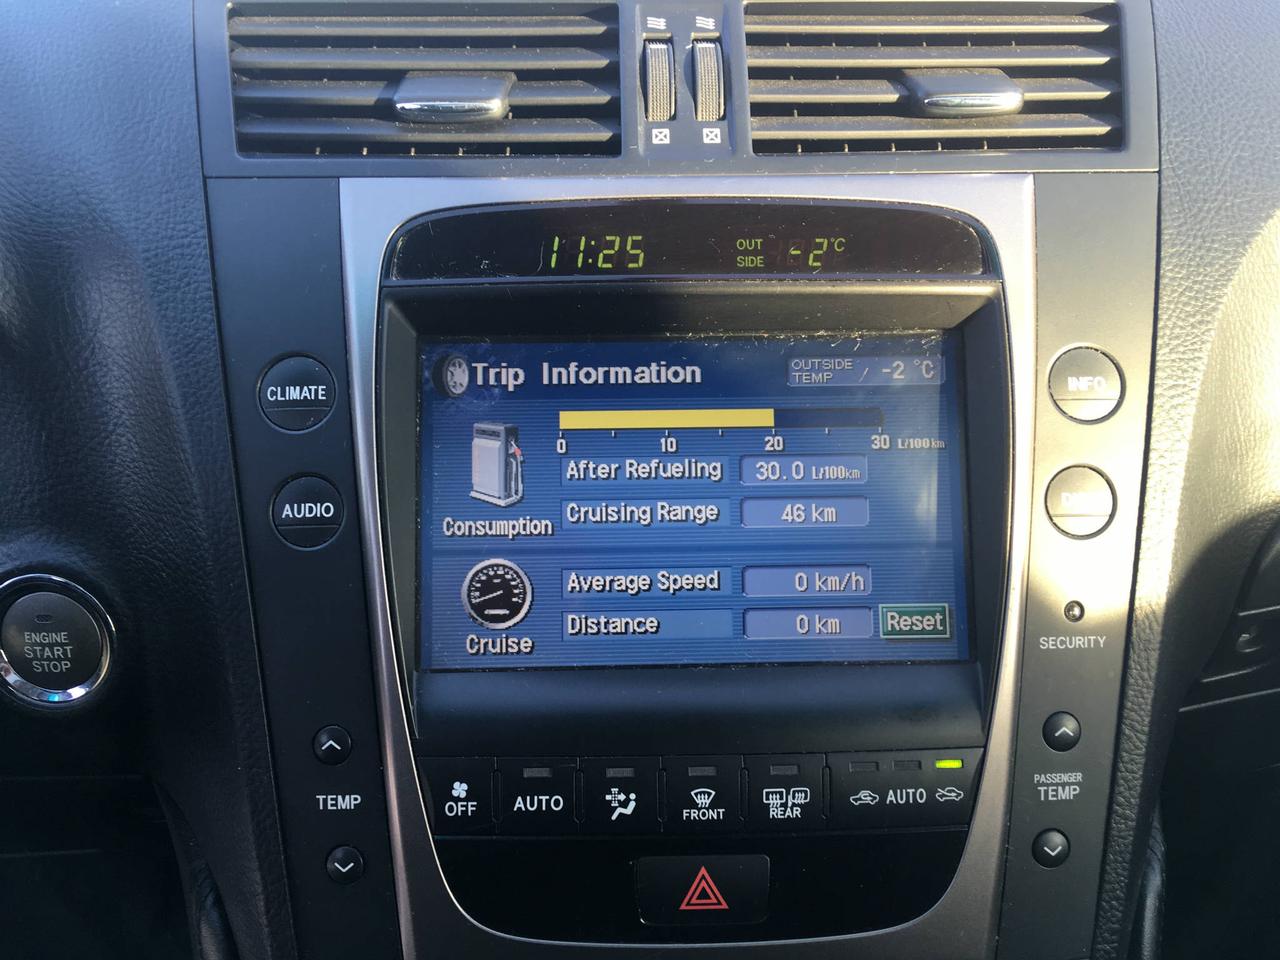 11:25
OUT SIDE -2°C
Trip Information
OUTSIDE TEMP / -2 °C
0 10 20 30 L/100km
After Refueling 30.0 L/100km
Cruising Range 46 km
Consumption
Average Speed 0 km/h
Distance 0 km Reset
Cruise
CLIMATE
AUDIO
ENGINE
START
STOP
TEMP
INFO
SECURITY
PASSENGER
TEMP
OFF
AUTO
FRONT
REAR
AUTO